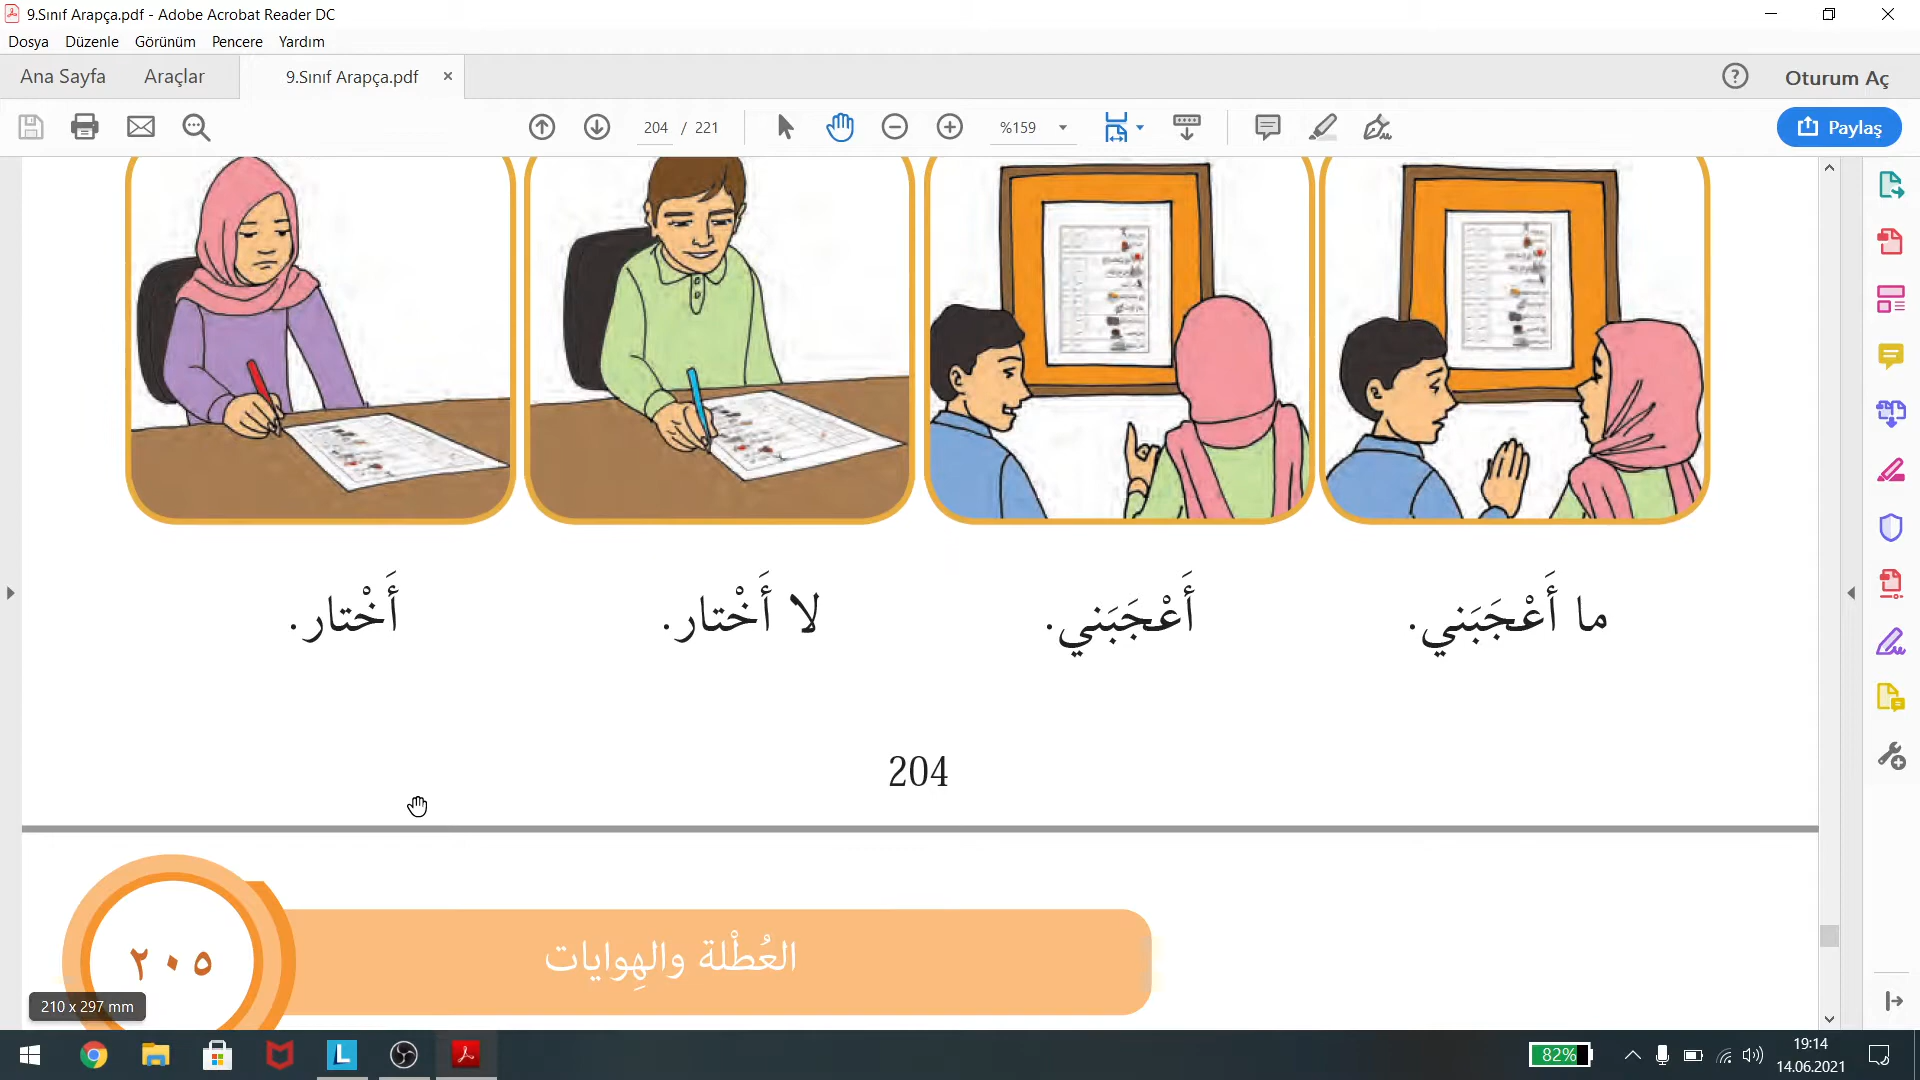 9.Sınıf Arapça.pdf - Adobe Acrobat Reader DC
Dosya Düzenle Görünüm Pencere Yardım
Ana Sayfa Araçlar 9.Sınıf Arapça.pdf × Oturum Aç
204 / 221 %159 Paylaş
ما أَعْجَبَني. أَعْجَبَني. لا أَخْتار. أَخْتار.
204
٢٠٥ العُطْلة والهِوايات
210 x 297 mm
82% 19:14
14.06.2021